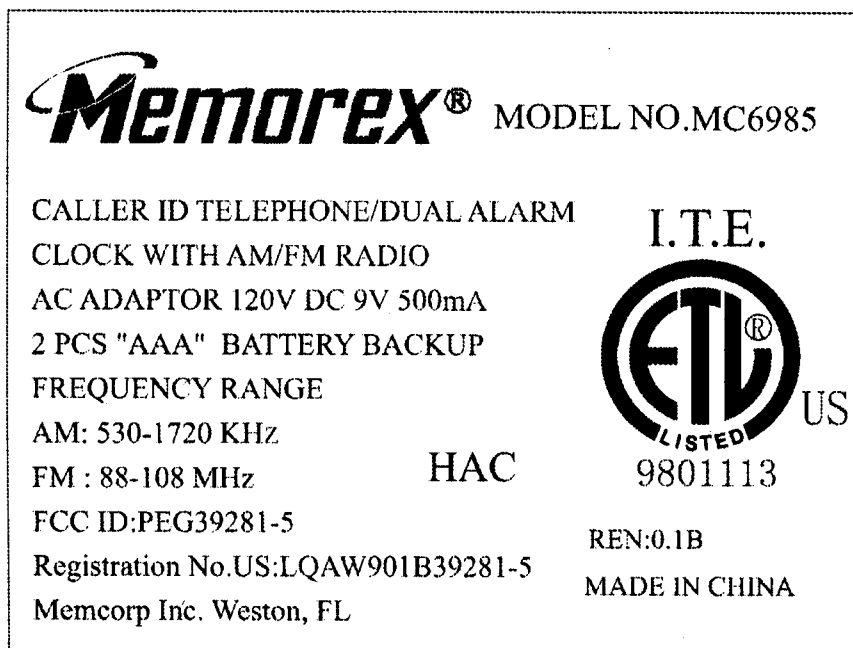 Memorex® MODEL NO.MC6985
CALLER ID TELEPHONE/DUAL ALARM
CLOCK WITH AM/FM RADIO
AC ADAPTOR 120V DC 9V 500mA
2 PCS "AAA" BATTERY BACKUP
FREQUENCY RANGE
AM: 530-1720 KHz
FM : 88-108 MHz
HAC
FCC ID:PEG39281-5
Registration No.US:LQAW901B39281-5
Memcorp Inc. Weston, FL
I.T.E.
ETL®
LISTED
US
9801113
REN:0.1B
MADE IN CHINA